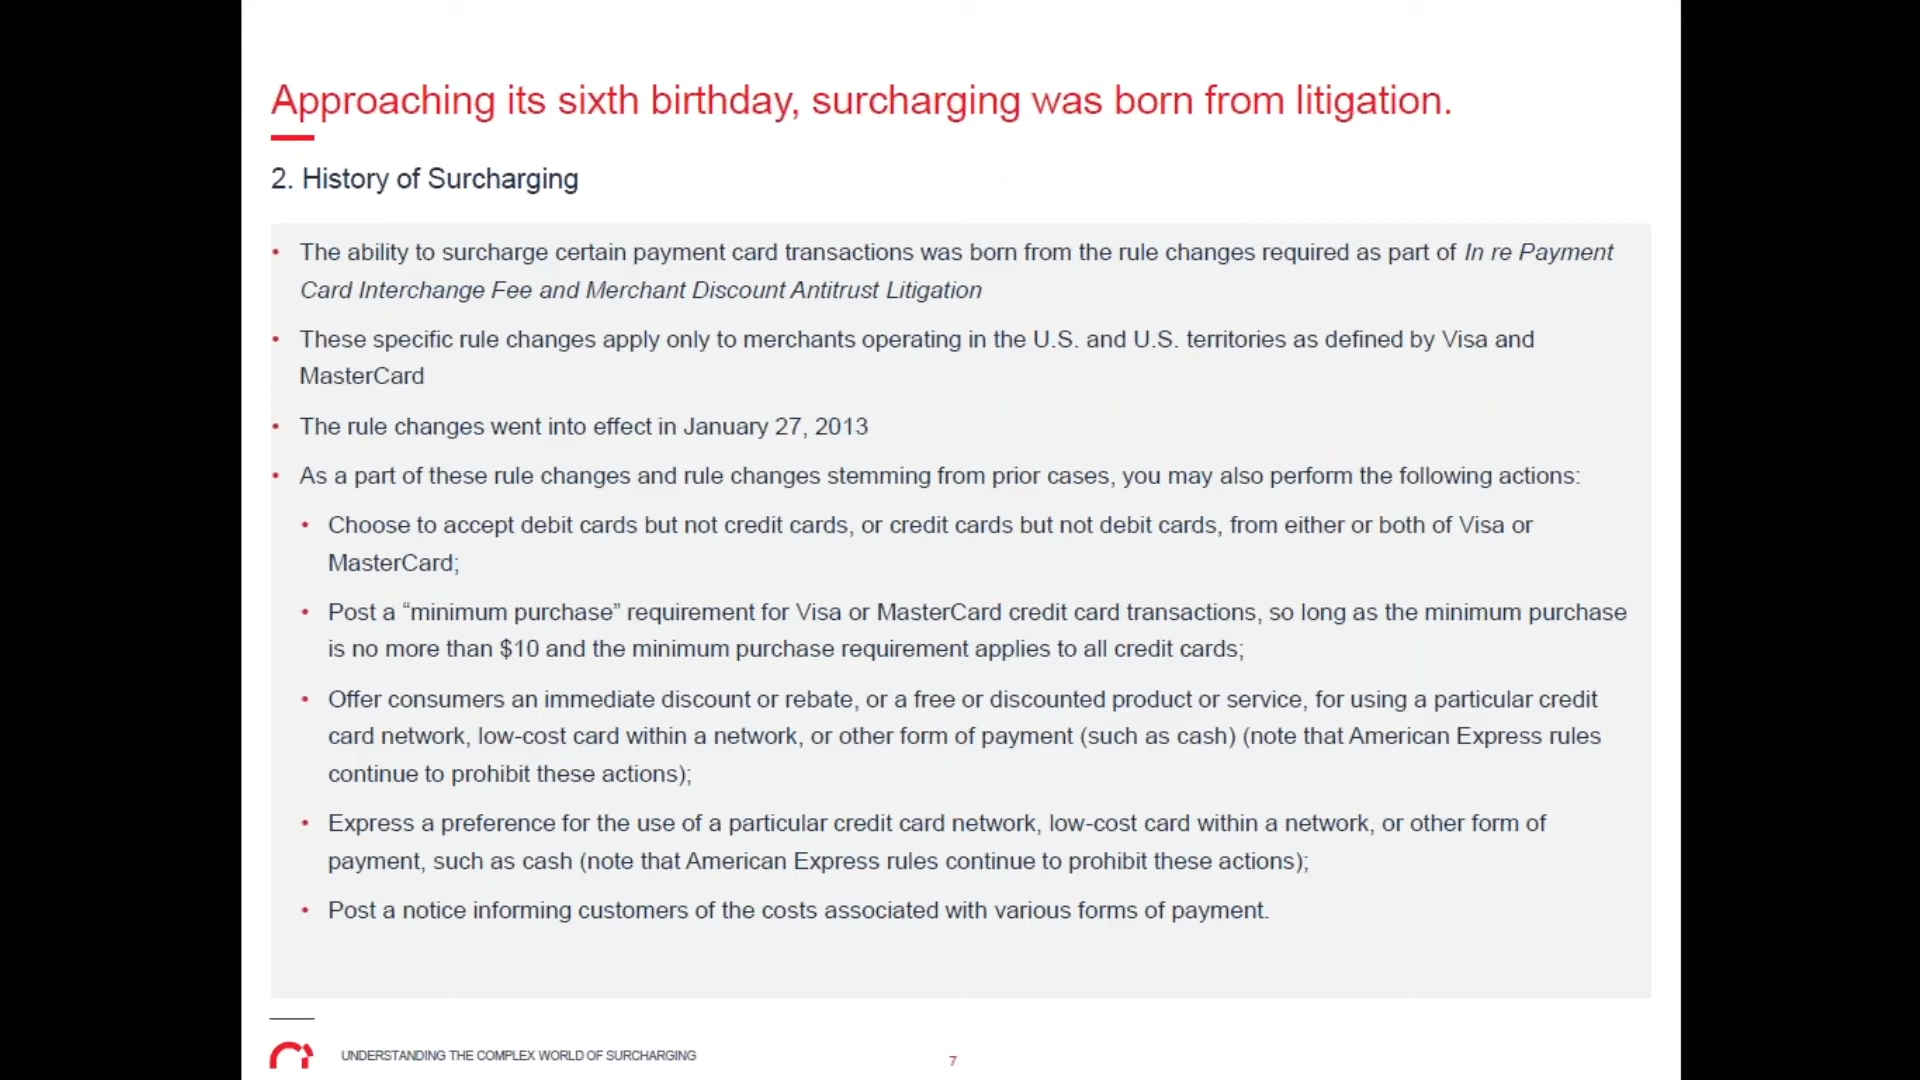 Approaching its sixth birthday, surcharging was born from litigation.
2. History of Surcharging
• The ability to surcharge certain payment card transactions was born from the rule changes required as part of In re Payment
Card Interchange Fee and Merchant Discount Antitrust Litigation
• These specific rule changes apply only to merchants operating in the U.S. and U.S. territories as defined by Visa and
MasterCard
• The rule changes went into effect in January 27, 2013
• As a part of these rule changes and rule changes stemming from prior cases, you may also perform the following actions:
• Choose to accept debit cards but not credit cards, or credit cards but not debit cards, from either or both of Visa or
MasterCard;
• Post a “minimum purchase” requirement for Visa or MasterCard credit card transactions, so long as the minimum purchase
is no more than $10 and the minimum purchase requirement applies to all credit cards;
• Offer consumers an immediate discount or rebate, or a free or discounted product or service, for using a particular credit
card network, low-cost card within a network, or other form of payment (such as cash) (note that American Express rules
continue to prohibit these actions);
• Express a preference for the use of a particular credit card network, low-cost card within a network, or other form of
payment, such as cash (note that American Express rules continue to prohibit these actions);
• Post a notice informing customers of the costs associated with various forms of payment.
UNDERSTANDING THE COMPLEX WORLD OF SURCHARGING
7